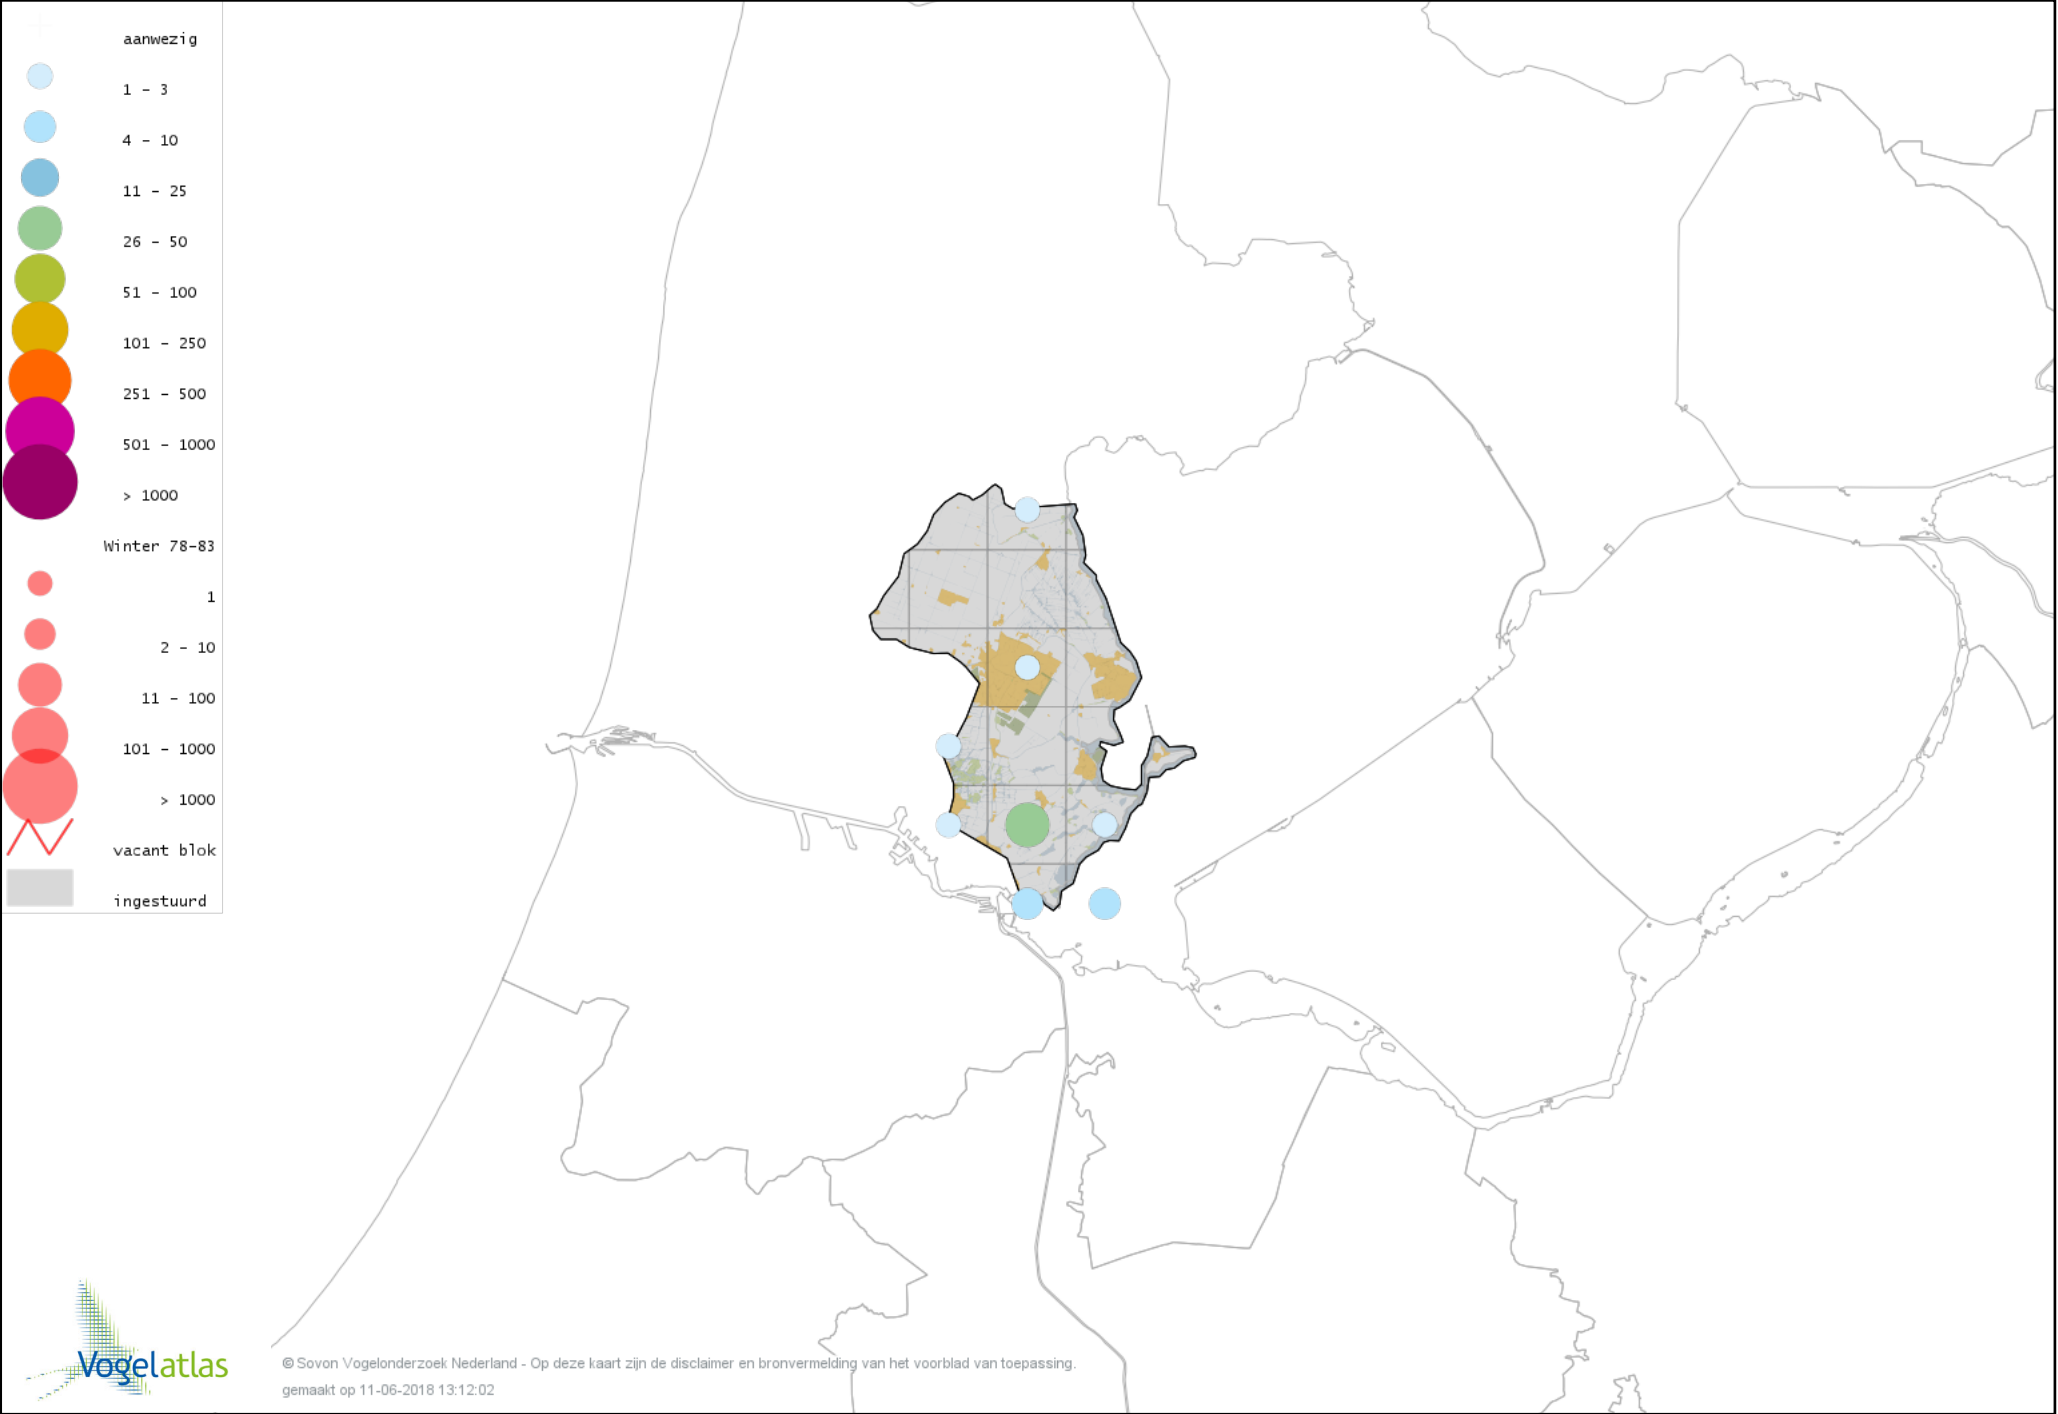 aanwezig
1 - 3
4 - 10
11 - 25
26 - 50
51 - 100
101 - 250
251 - 500
501 - 1000
> 1000
Winter 78-83
1
2 - 10
11 - 100
101 - 1000
> 1000
vacant blok
ingestuurd
Vogelatlas
© Sovon Vogelonderzoek Nederland - Op deze kaart zijn de disclaimer en bronvermelding van het voorblad van toepassing.
gemaakt op 11-06-2018 13:12:02